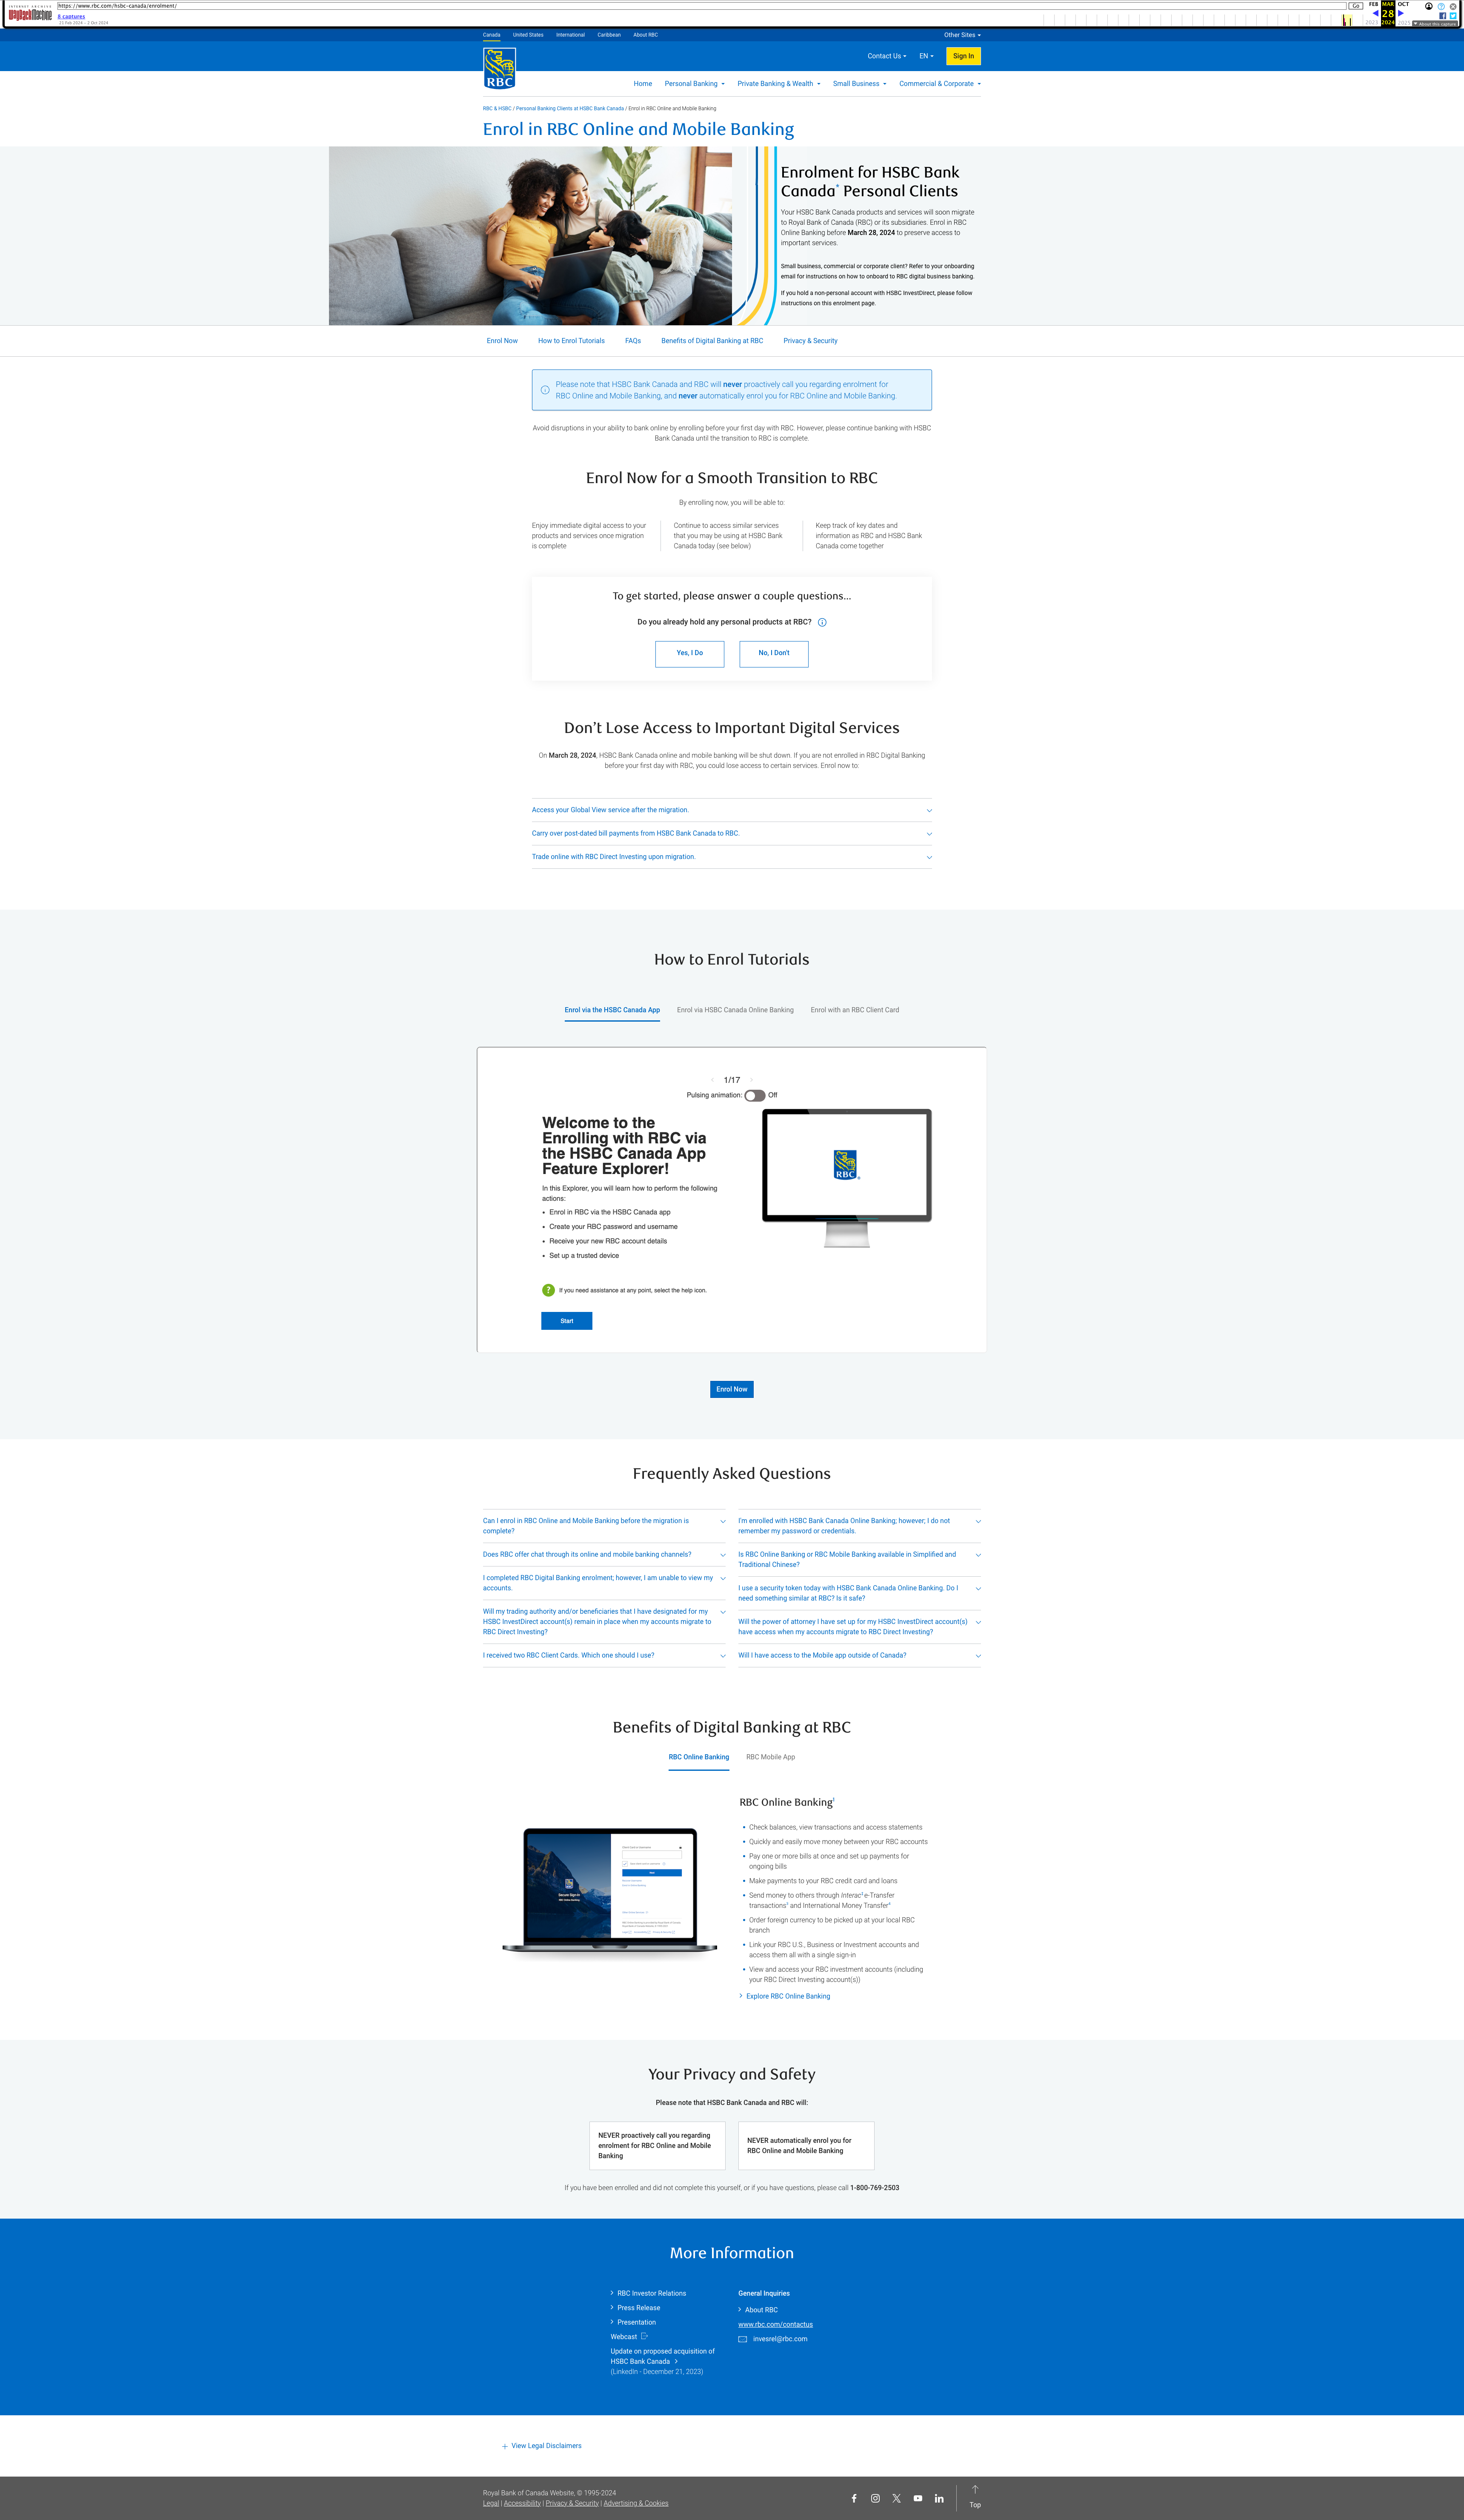 INTERNET ARCHIVE
WayBackMachine
https://www.rbc.com/hsbc-canada/enrolment/
Go
FEB MAR OCT
8 captures
28
21 Feb 2024 - 1 Oct 2024
2023 2024 2025
About this capture
Canada United States International Caribbean About RBC
Other Sites
Contact Us EN Sign In
RBC
Home Personal Banking Private Banking & Wealth Small Business Commercial & Corporate
RBC & HSBC / Personal Banking Clients at HSBC Bank Canada / Enrol in RBC Online and Mobile Banking
Enrol in RBC Online and Mobile Banking
Enrolment for HSBC Bank
Canada* Personal Clients
Your HSBC Bank Canada products and services will soon migrate
to Royal Bank of Canada (RBC) or its subsidiaries. Enrol in RBC
Online Banking before March 28, 2024 to preserve access to
important services.
Small business, commercial or corporate client? Refer to your onboarding
email for instructions on how to onboard to RBC digital business banking.
If you hold a non-personal account with HSBC InvestDirect, please follow
instructions on this enrolment page.
Enrol Now How to Enrol Tutorials FAQs Benefits of Digital Banking at RBC Privacy & Security
Please note that HSBC Bank Canada and RBC will never proactively call you regarding enrolment for
RBC Online and Mobile Banking, and never automatically enrol you for RBC Online and Mobile Banking.
Avoid disruptions in your ability to bank online by enrolling before your first day with RBC. However, please continue banking with HSBC
Bank Canada until the transition to RBC is complete.
Enrol Now for a Smooth Transition to RBC
By enrolling now, you will be able to:
Enjoy immediate digital access to your
products and services once migration
is complete
Continue to access similar services
that you may be using at HSBC Bank
Canada today (see below)
Keep track of key dates and
information as RBC and HSBC Bank
Canada come together
To get started, please answer a couple questions...
Do you already hold any personal products at RBC?
Yes, I Do
No, I Don't
Don't Lose Access to Important Digital Services
On March 28, 2024, HSBC Bank Canada online and mobile banking will be shut down. If you are not enrolled in RBC Digital Banking
before your first day with RBC, you could lose access to certain services. Enrol now to:
Access your Global View service after the migration.
Carry over post-dated bill payments from HSBC Bank Canada to RBC.
Trade online with RBC Direct Investing upon migration.
How to Enrol Tutorials
Enrol via the HSBC Canada App Enrol via HSBC Canada Online Banking Enrol with an RBC Client Card
1/17
Pulsing animation: Off
Welcome to the
Enrolling with RBC via
the HSBC Canada App
Feature Explorer!
In this Explorer, you will learn how to perform the following
actions:
• Enrol in RBC via the HSBC Canada app
• Create your RBC password and username
• Receive your new RBC account details
• Set up a trusted device
RBC
? If you need assistance at any point, select the help icon.
Start
Enrol Now
Frequently Asked Questions
Can I enrol in RBC Online and Mobile Banking before the migration is
complete?
Does RBC offer chat through its online and mobile banking channels?
I completed RBC Digital Banking enrolment; however, I am unable to view my
accounts.
Will my trading authority and/or beneficiaries that I have designated for my
HSBC InvestDirect account(s) remain in place when my accounts migrate to
RBC Direct Investing?
I received two RBC Client Cards. Which one should I use?
I'm enrolled with HSBC Bank Canada Online Banking; however; I do not
remember my password or credentials.
Is RBC Online Banking or RBC Mobile Banking available in Simplified and
Traditional Chinese?
I use a security token today with HSBC Bank Canada Online Banking. Do I
need something similar at RBC? Is it safe?
Will the power of attorney I have set up for my HSBC InvestDirect account(s)
have access when my accounts migrate to RBC Direct Investing?
Will I have access to the Mobile app outside of Canada?
Benefits of Digital Banking at RBC
RBC Online Banking RBC Mobile App
RBC Online Banking
• Check balances, view transactions and access statements
• Quickly and easily move money between your RBC accounts
• Pay one or more bills at once and set up payments for
ongoing bills
• Make payments to your RBC credit card and loans
• Send money to others through Interac‡ e-Transfer
transactions and International Money Transfer
• Order foreign currency to be picked up at your local RBC
branch
• Link your RBC U.S., Business or Investment accounts and
access them all with a single sign-in
• View and access your RBC investment accounts (including
your RBC Direct Investing account(s))
Explore RBC Online Banking
Your Privacy and Safety
Please note that HSBC Bank Canada and RBC will:
NEVER proactively call you regarding
enrolment for RBC Online and Mobile
Banking
NEVER automatically enrol you for
RBC Online and Mobile Banking
If you have been enrolled and did not complete this yourself, or if you have questions, please call 1-800-769-2503
More Information
RBC Investor Relations
Press Release
Presentation
Webcast
Update on proposed acquisition of
HSBC Bank Canada
(LinkedIn - December 21, 2023)
General Inquiries
About RBC
www.rbc.com/contactus
invesrel@rbc.com
View Legal Disclaimers
Royal Bank of Canada Website, © 1995-2024
Legal | Accessibility | Privacy & Security | Advertising & Cookies
Top